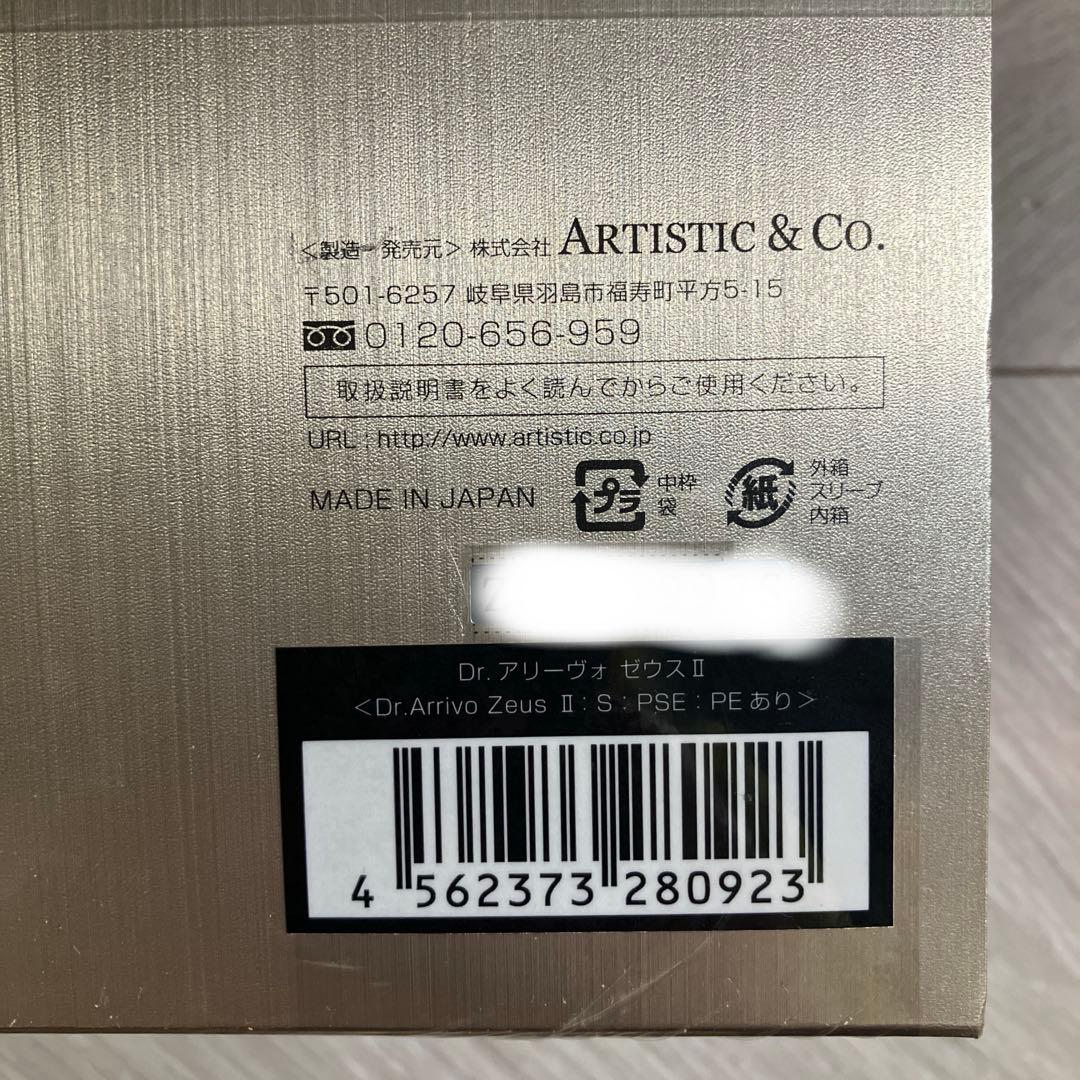 <製造・発売元> 株式会社 ARTISTIC & CO.
〒501-6257 岐阜県羽島市福寿町平方5-15
0120-656-959
取扱説明書をよく読んでからご使用ください。
URL : http://www.artistic.co.jp
MADE IN JAPAN プラ 中枠 袋 紙 外箱 スリーブ 内箱
Dr.アリーヴォ ゼウスⅡ
<Dr.Arrivo Zeus Ⅱ:S:PSE:PEあり>
4 562373 280923